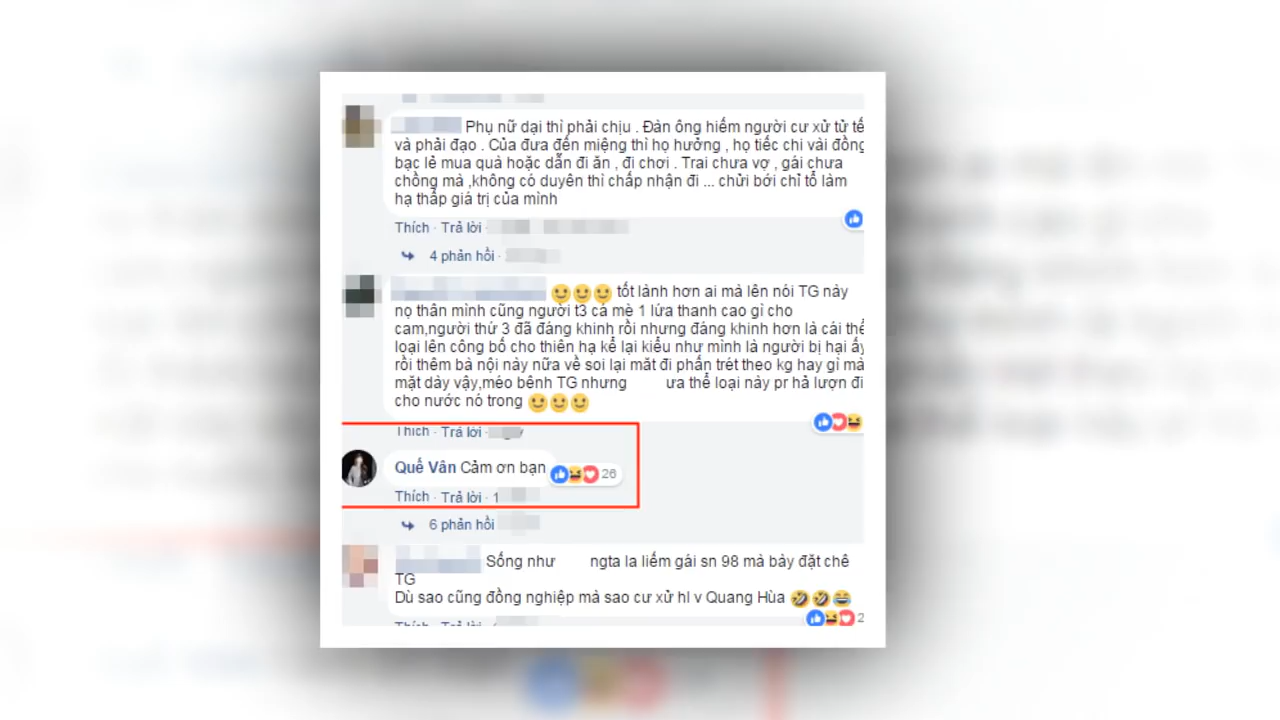 Phụ nữ dại thì phải chịu . Đàn ông hiếm người cư xử tử tế
và phải đạo . Của đưa đến miệng thì họ hưởng , họ tiếc chi vài đồng
bạc lẻ mua quà hoặc dẫn đi ăn , đi chơi . Trai chưa vợ , gái chưa
chồng mà ,không có duyên thì chấp nhận đi ... chửi bới chỉ tổ làm
hạ thấp giá trị của mình
Thích · Trả lời ·
4 phản hồi ·
tốt lành hơn ai mà lên nói TG này
nọ thân mình cũng người t3 cá mè 1 lứa thanh cao gì cho
cam,người thứ 3 đã đáng khinh rồi nhưng đáng khinh hơn là cái thể
loại lên công bố cho thiên hạ kể lại kiểu như mình là người bị hại ấy
rồi thêm bà nội này nữa về soi lại mặt đi phấn trét theo kg hay gì mà
mặt dày vậy,méo bênh TG nhưng ưa thể loại này pr hả lượn đi
cho nước nó trong
Thích · Trả lời ·
Quế Vân Cảm ơn bạn 26
Thích · Trả lời · 1
6 phản hồi
Sống như ngta la liếm gái sn 98 mà bày đặt chê
TG
Dù sao cũng đồng nghiệp mà sao cư xử hl v Quang Hùa
2
Thích · Trả lời ·